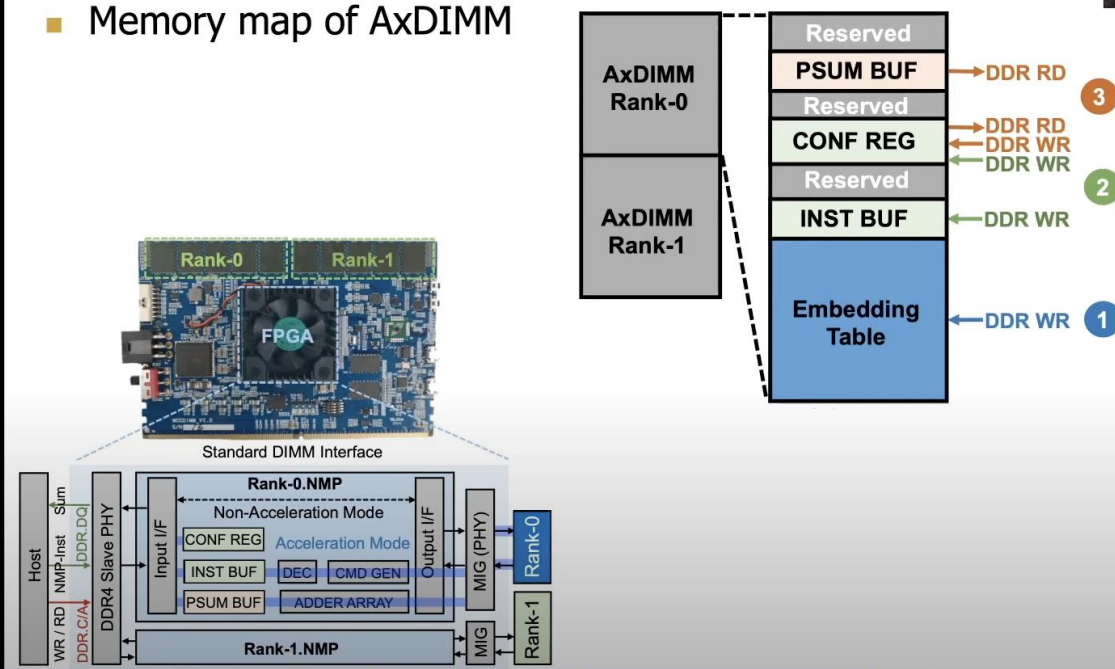 Memory map of AxDIMM
AxDIMM
Rank-0
AxDIMM
Rank-1
Reserved
PSUM BUF
DDR RD
Reserved
3
CONF REG
DDR RD
DDR WR
DDR WR
Reserved
2
INST BUF
DDR WR
Embedding
Table
DDR WR
1
Rank-0
Rank-1
FPGA
Standard DIMM Interface
Host
WR / RD
NMP-Inst
Sum
DDR.C/A
DDR.DQ
DDR4 Slave PHY
Rank-0.NMP
Input I/F
Non-Acceleration Mode
CONF REG
Acceleration Mode
INST BUF
DEC
CMD GEN
PSUM BUF
ADDER ARRAY
Output I/F
MIG (PHY)
Rank-0
Rank-1.NMP
MIG
Rank-1